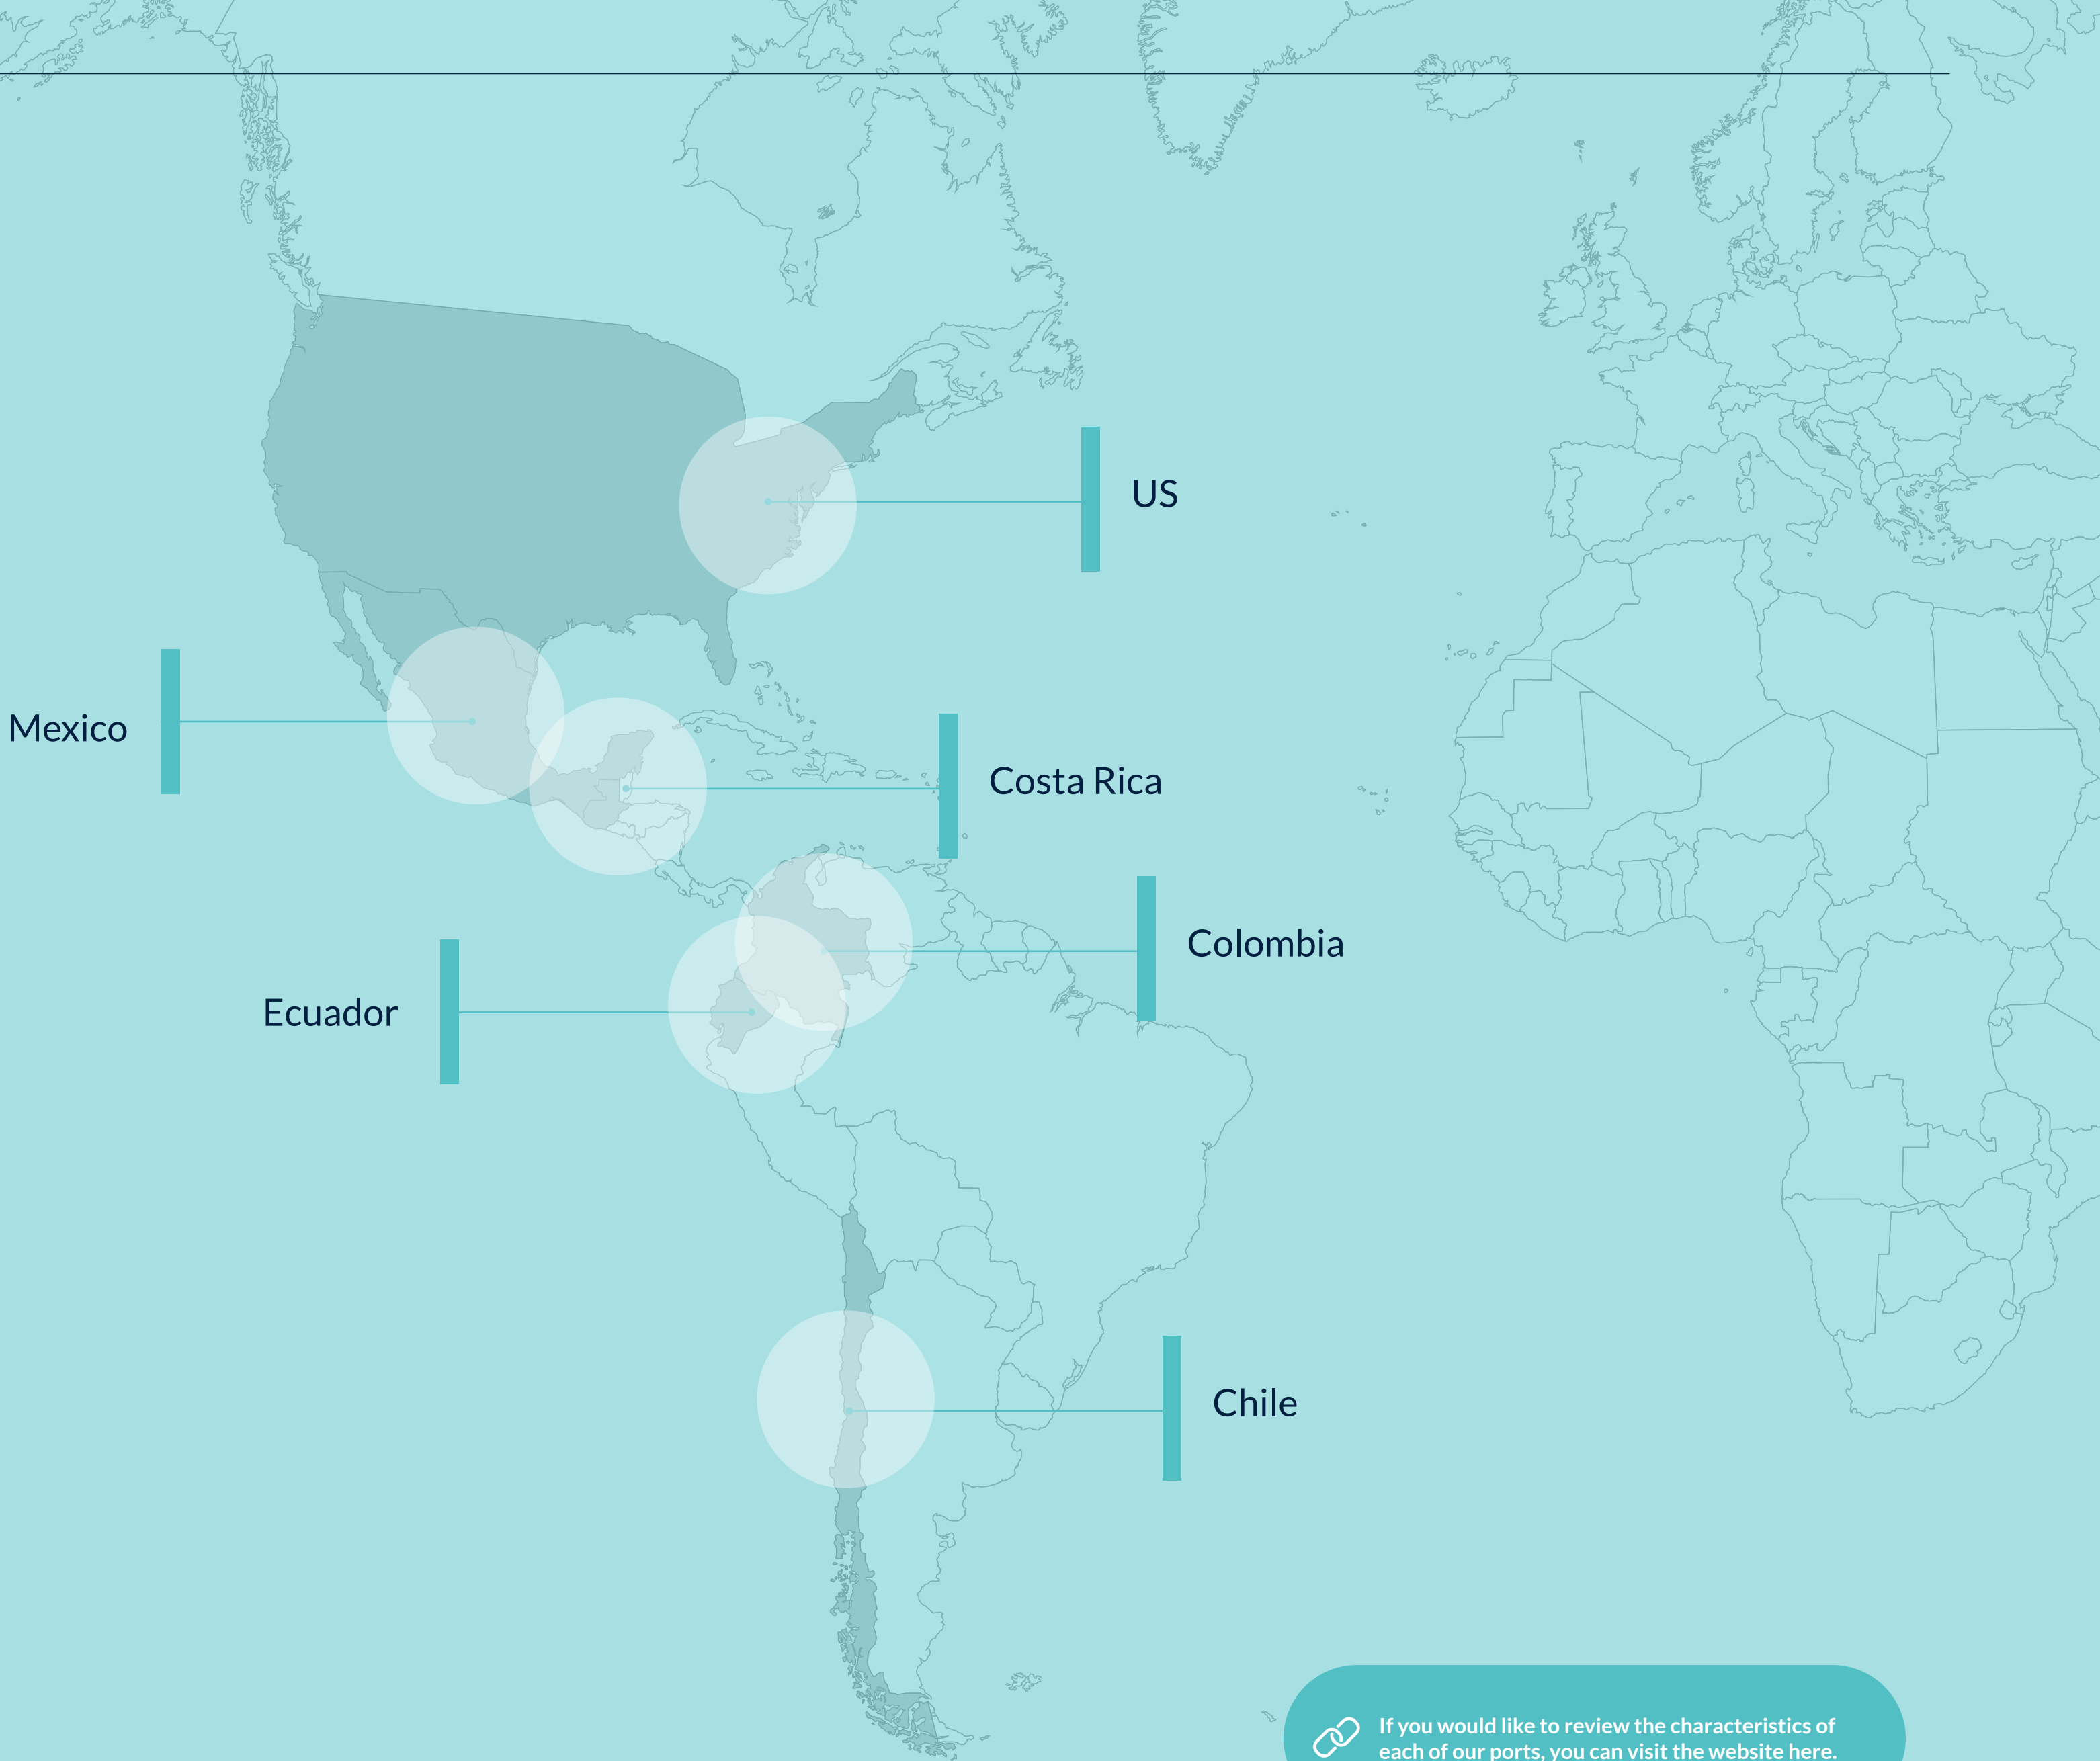 US
Mexico
Costa Rica
Colombia
Ecuador
Chile
If you would like to review the characteristics of
each of our ports, you can visit the website here.